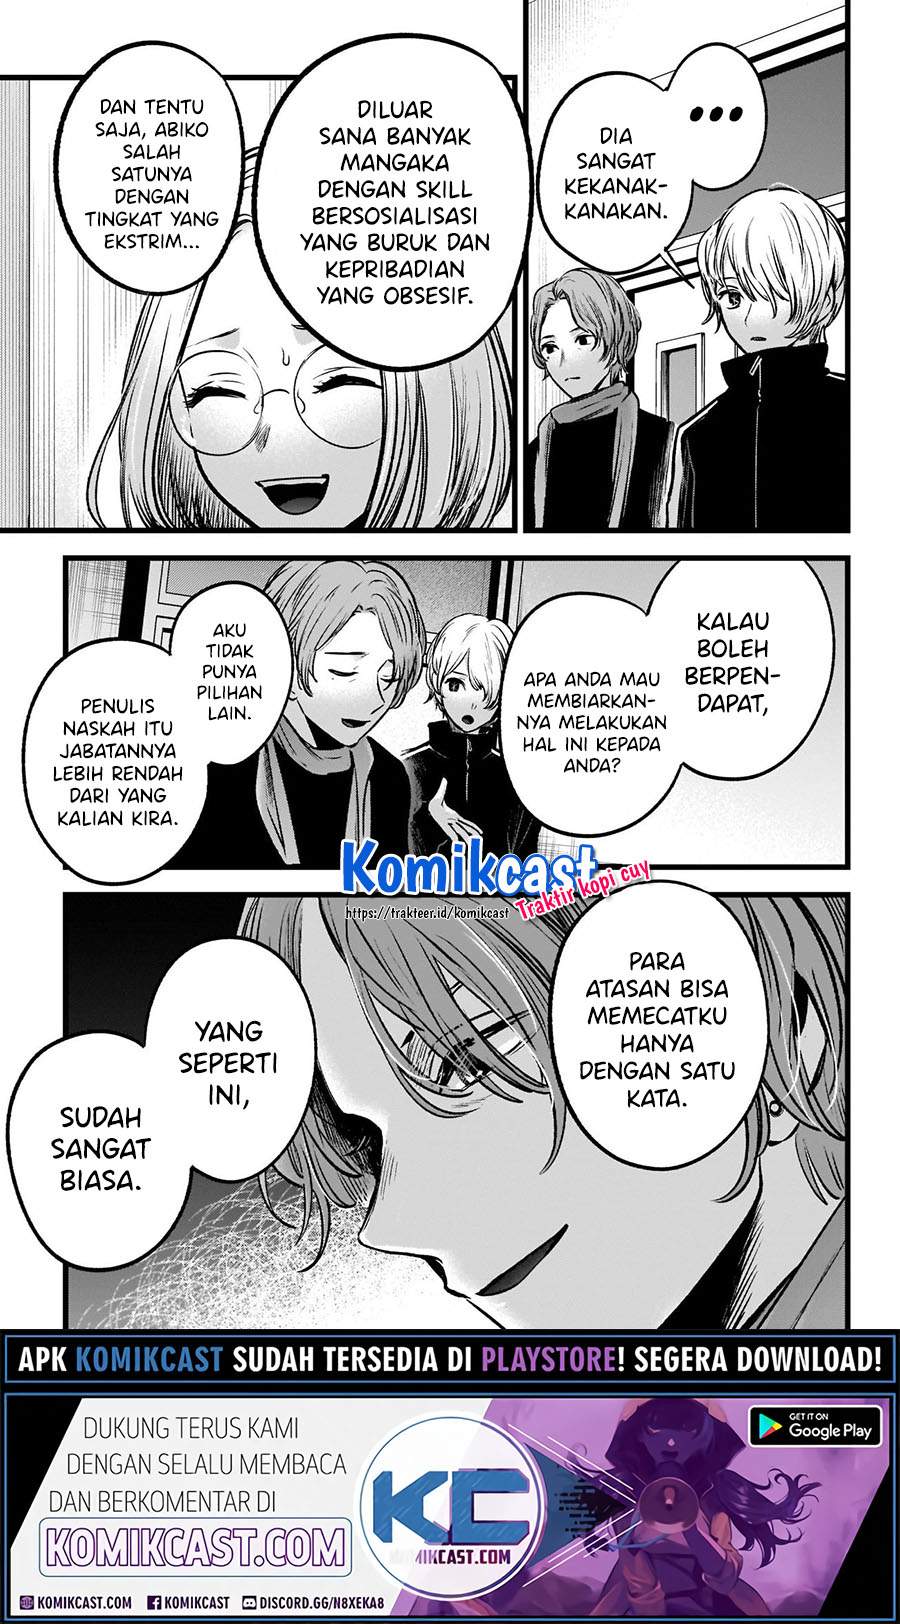 ...
DIA
SANGAT
KEKANAK-
KANAKAN.
DILUAR
SANA BANYAK
MANGAKA
DENGAN SKILL
BERSOSIALISASI
YANG BURUK DAN
KEPRIBADIAN
YANG OBSESIF.
DAN TENTU
SAJA, ABIKO
SALAH
SATUNYA
DENGAN
TINGKAT YANG
EKSTRIM...
KALAU
BOLEH
BERPEN-
DAPAT,
APA ANDA MAU
MEMBIARKAN-
NYA MELAKUKAN
HAL INI KEPADA
ANDA?
AKU
TIDAK
PUNYA
PILIHAN
LAIN.
PENULIS
NASKAH ITU
JABATANNYA
LEBIH RENDAH
DARI YANG
KALIAN KIRA.
Komikcast
Traktir kopi cuy
https://trakteer.id/komikcast
PARA
ATASAN BISA
MEMECATKU
HANYA
DENGAN SATU
KATA.
YANG
SEPERTI
INI,
SUDAH
SANGAT
BIASA.
APK KOMIKCAST SUDAH TERSEDIA DI PLAYSTORE! SEGERA DOWNLOAD!
DUKUNG TERUS KAMI
DENGAN SELALU MEMBACA
DAN BERKOMENTAR DI
KOMIKCAST.COM
KOMIKCAST.COM KOMIKCAST DISCORD.GG/N8XEKA8
KC
KOMIKCAST.COM
GET IT ON
Google Play